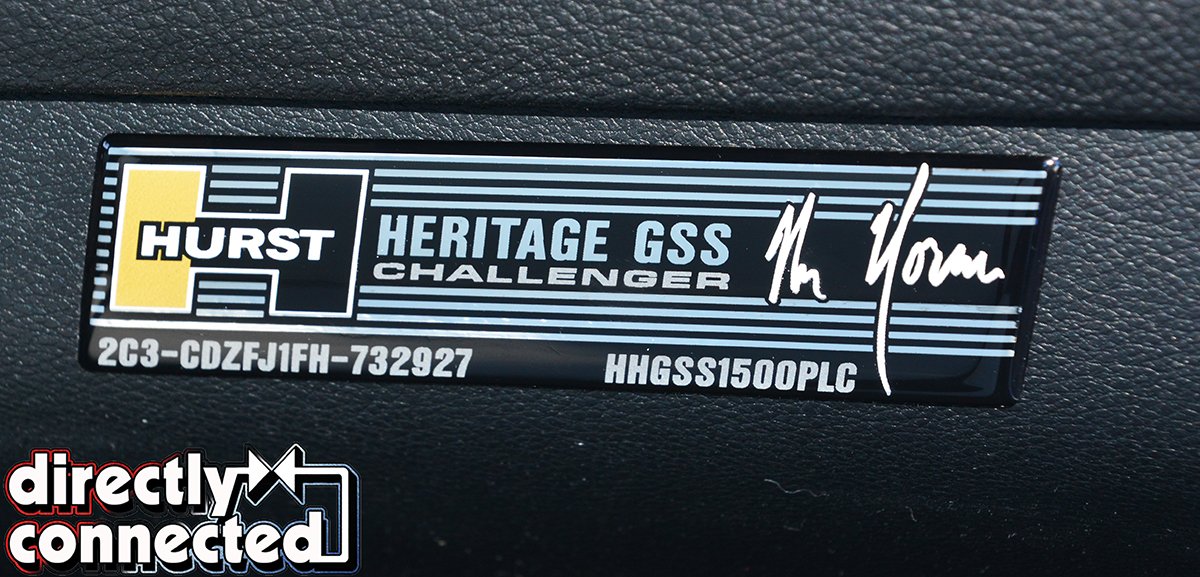 HURST
HERITAGE GSS
CHALLENGER
2C3-CDZFJ1FH-732927
HHGSS1500PLC
directly
connected